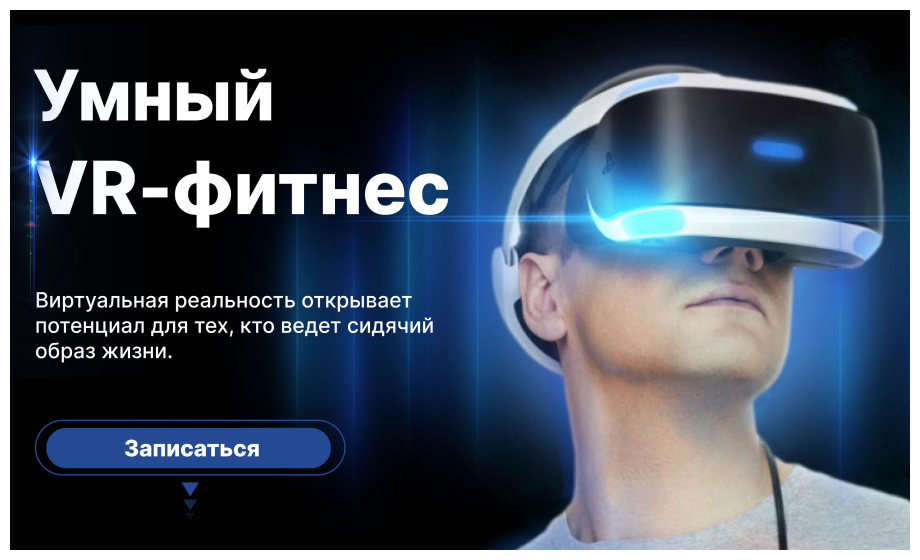 Умный
VR-фитнес
Виртуальная реальность открывает
потенциал для тех, кто ведет сидячий
образ жизни.
Записаться